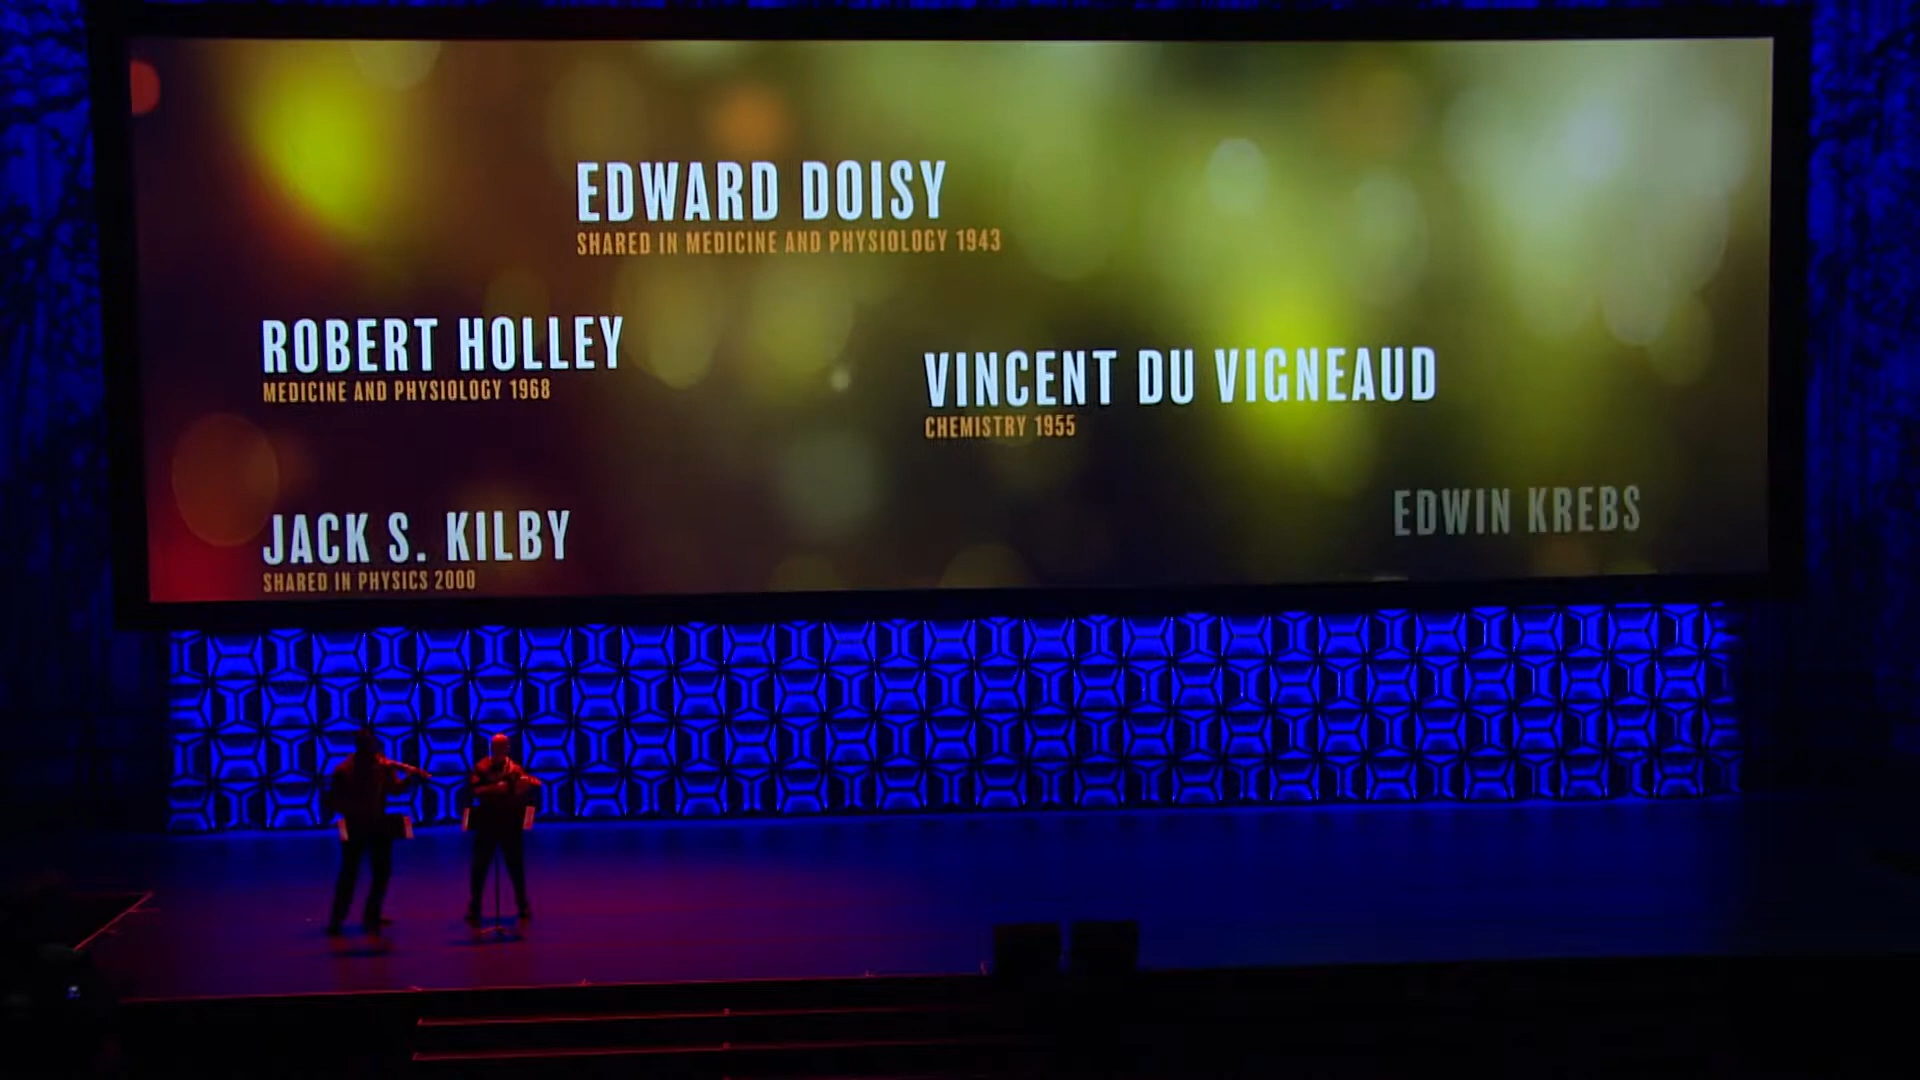 EDWARD DOISY
SHARED IN MEDICINE AND PHYSIOLOGY 1943
ROBERT HOLLEY
MEDICINE AND PHYSIOLOGY 1968
VINCENT DU VIGNEAUD
CHEMISTRY 1955
EDWIN KREBS
JACK S. KILBY
SHARED IN PHYSICS 2000